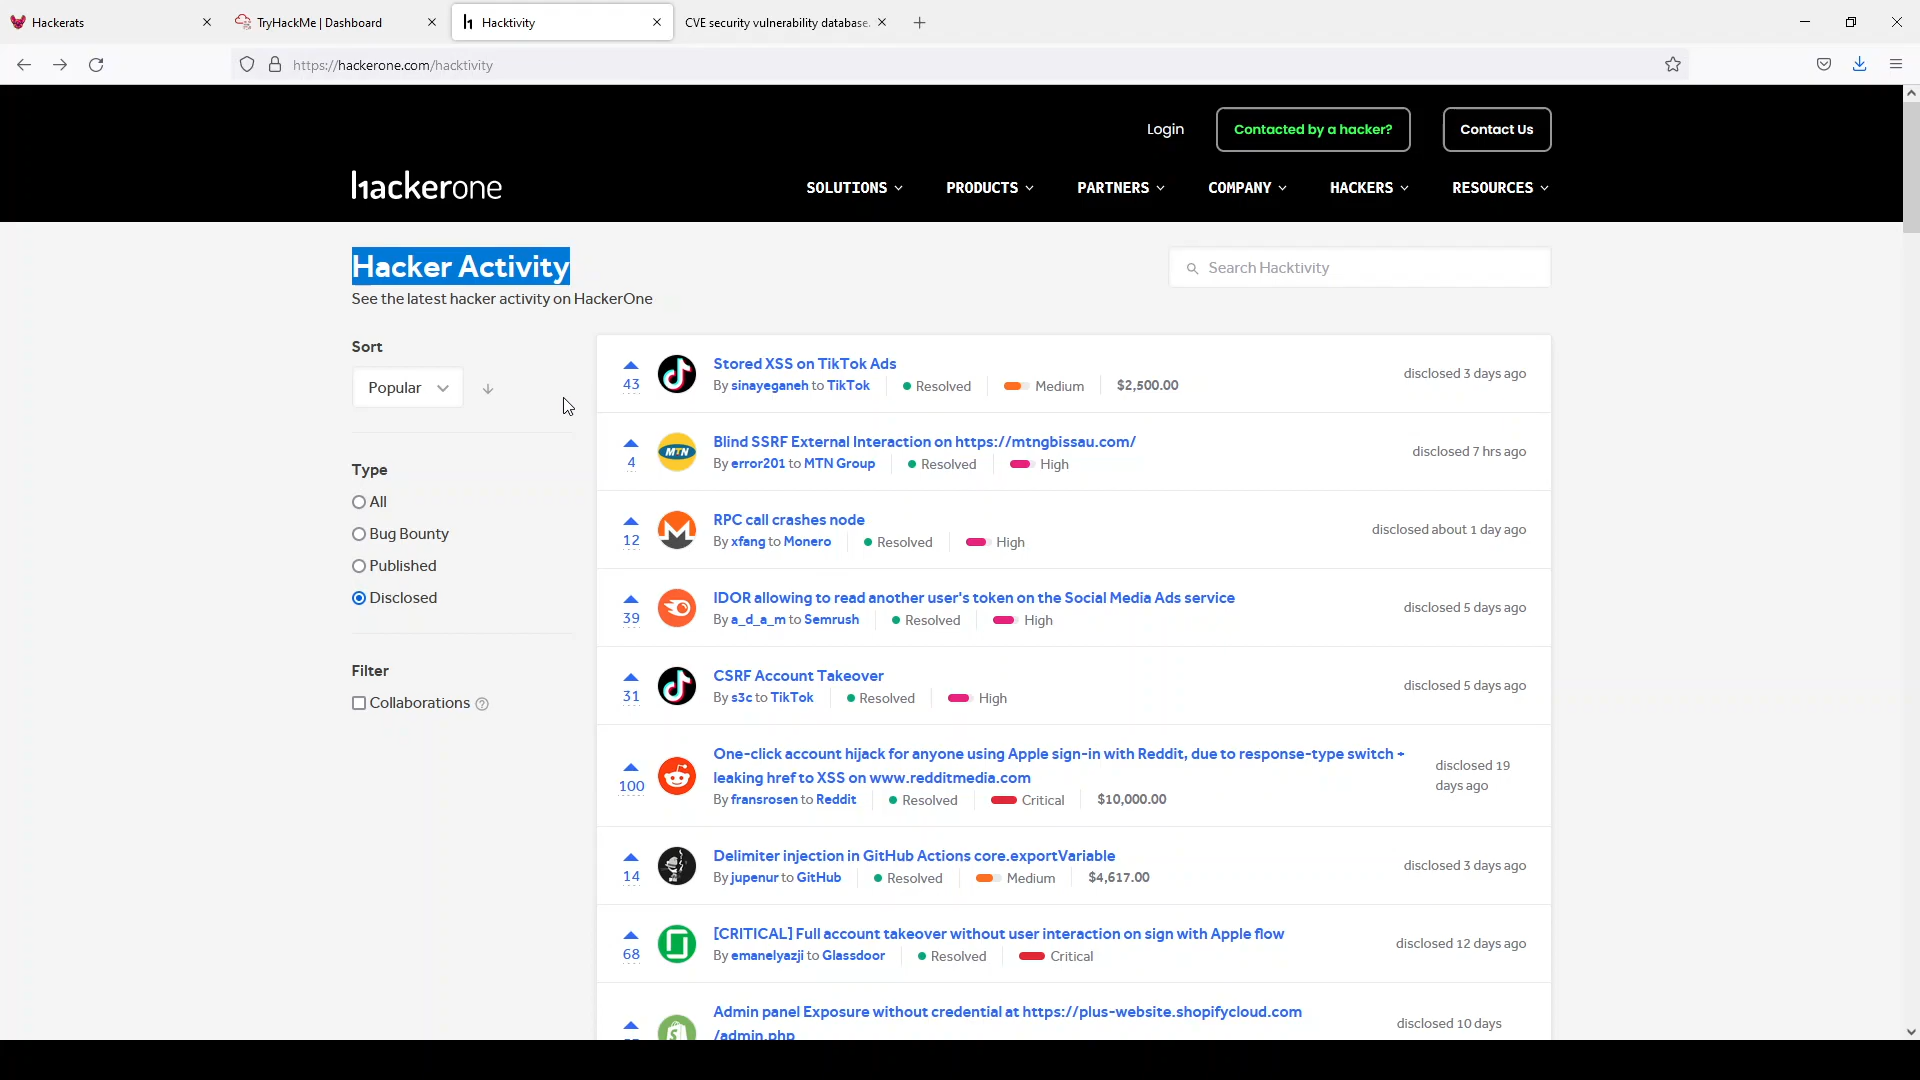 Hackerats
TryHackMe | Dashboard
Hacktivity
CVE security vulnerability database.
https://hackerone.com/hacktivity
Login
Contacted by a hacker?
Contact Us
hackerone
SOLUTIONS
PRODUCTS
PARTNERS
COMPANY
HACKERS
RESOURCES
Hacker Activity
See the latest hacker activity on HackerOne
Search Hacktivity
Sort
Popular
Type
All
Bug Bounty
Published
Disclosed
Filter
Collaborations ?
43
Stored XSS on TikTok Ads
By sinayeganeh to TikTok Resolved Medium $2,500.00
disclosed 3 days ago
4
MTN
Blind SSRF External Interaction on https://mtngbissau.com/
By error201 to MTN Group Resolved High
disclosed 7 hrs ago
12
RPC call crashes node
By xfang to Monero Resolved High
disclosed about 1 day ago
39
IDOR allowing to read another user's token on the Social Media Ads service
By a_d_a_m to Semrush Resolved High
disclosed 5 days ago
31
CSRF Account Takeover
By s3c to TikTok Resolved High
disclosed 5 days ago
100
One-click account hijack for anyone using Apple sign-in with Reddit, due to response-type switch +
leaking href to XSS on www.redditmedia.com
By fransrosen to Reddit Resolved Critical $10,000.00
disclosed 19
days ago
14
Delimiter injection in GitHub Actions core.exportVariable
By jupenur to GitHub Resolved Medium $4,617.00
disclosed 3 days ago
68
[CRITICAL] Full account takeover without user interaction on sign with Apple flow
By emanelyazji to Glassdoor Resolved Critical
disclosed 12 days ago
Admin panel Exposure without credential at https://plus-website.shopifycloud.com
/admin.php
disclosed 10 days